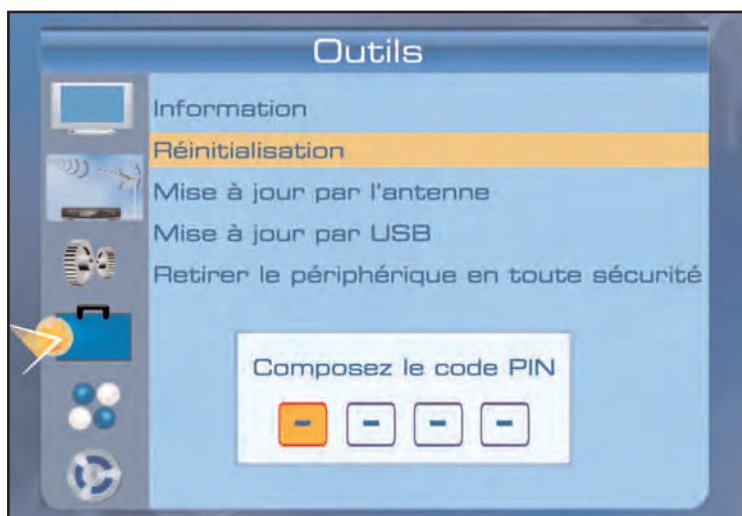 Outils
Information
Réinitialisation
Mise à jour par l'antenne
Mise à jour par USB
Retirer le périphérique en toute sécurité
Composez le code PIN
- - - -